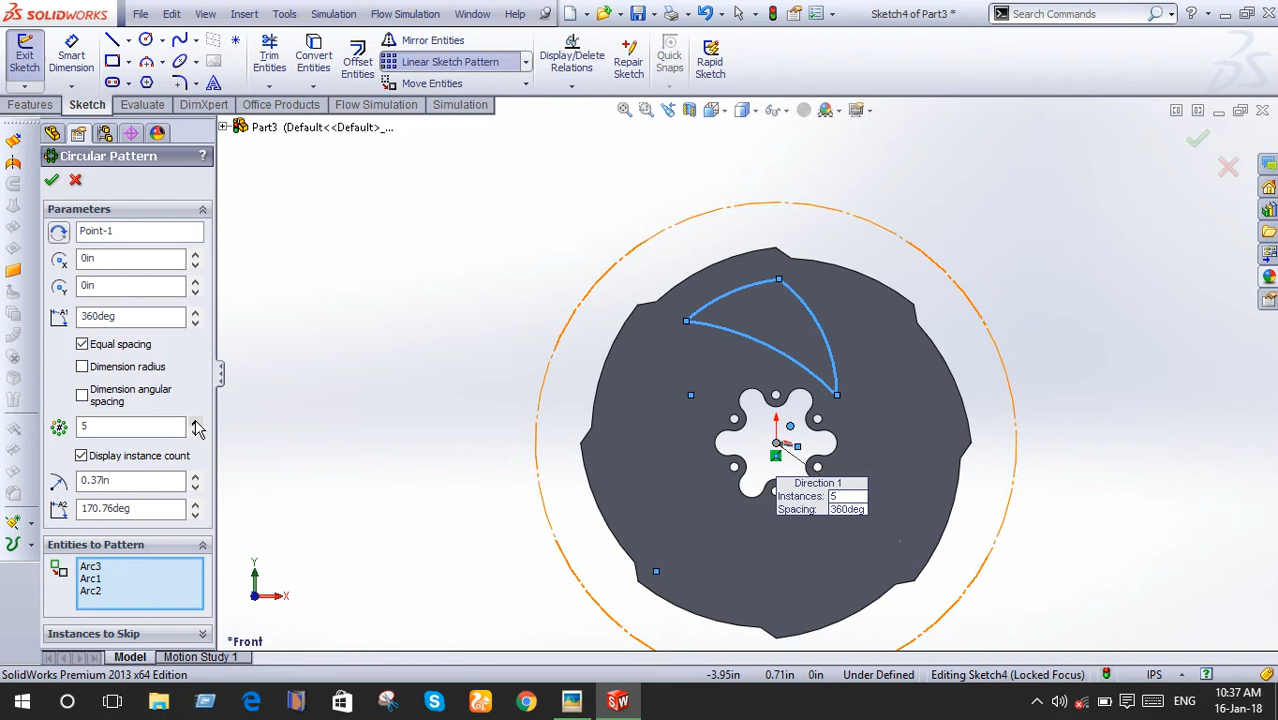 SOLIDWORKS File Edit View Insert Tools Simulation Flow Simulation Window Help Sketch4 of Part3 * Search Commands
Exit Sketch
Smart Dimension
Trim Entities
Convert Entities
Offset Entities
Mirror Entities
Linear Sketch Pattern
Move Entities
Display/Delete Relations
Repair Sketch
Quick Snaps
Rapid Sketch
Features Sketch Evaluate DimXpert Office Products Flow Simulation Simulation
Part3 (Default<<Default>_...
Circular Pattern ?
Parameters
Point-1
0in
0in
360deg
Equal spacing
Dimension radius
Dimension angular spacing
5
Display instance count
0.37in
170.76deg
Entities to Pattern
Arc3
Arc1
Arc2
Instances to Skip
Direction 1
Instances: 5
Spacing: 360deg
Y
X
*Front
Model Motion Study 1
SolidWorks Premium 2013 x64 Edition -3.95in 0.71in 0in Under Defined Editing Sketch4 (Locked Focus) IPS
ENG
10:37 AM
16-Jan-18